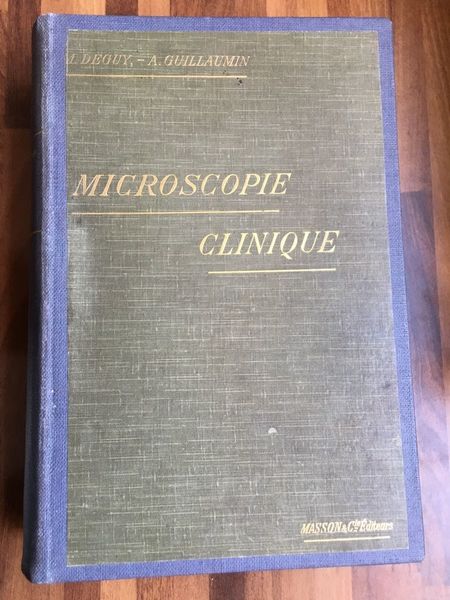 M. DEGUY. – A. GUILLAUMIN
MICROSCOPIE
CLINIQUE
MASSON & Cie Éditeurs